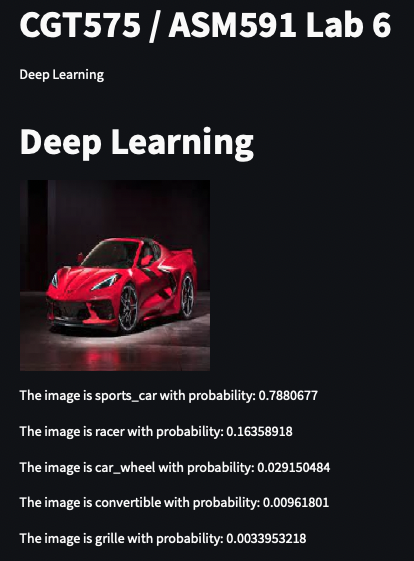 CGT575 / ASM591 Lab 6
Deep Learning
Deep Learning
The image is sports_car with probability: 0.7880677
The image is racer with probability: 0.16358918
The image is car_wheel with probability: 0.029150484
The image is convertible with probability: 0.00961801
The image is grille with probability: 0.0033953218